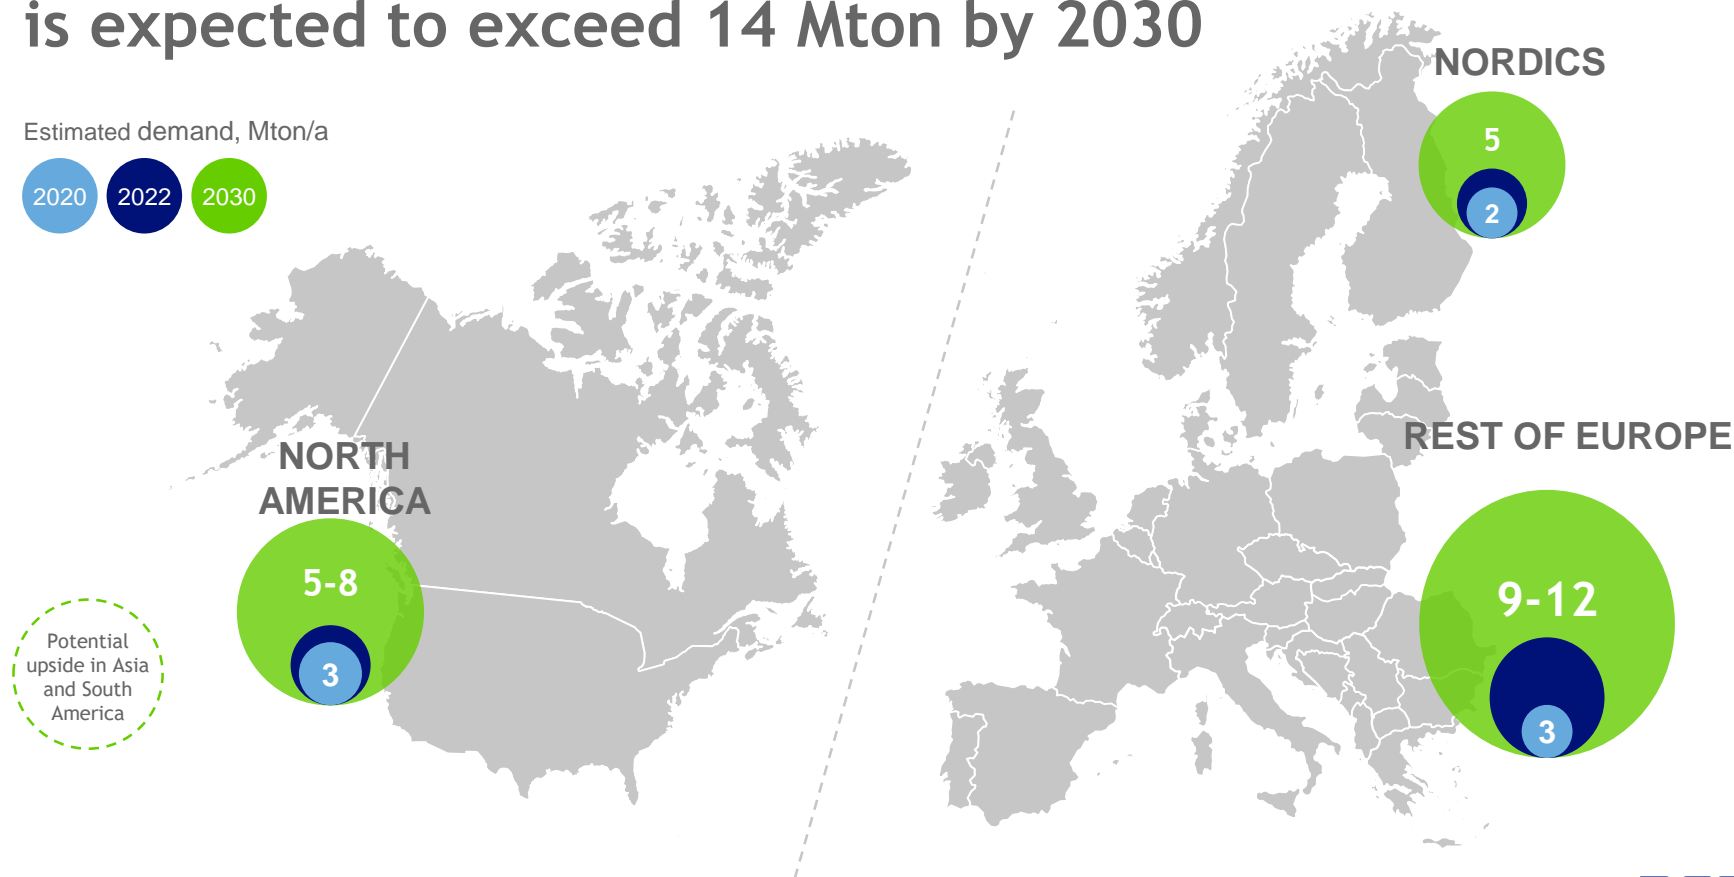 is expected to exceed 14 Mton by 2030
Estimated demand, Mton/a
2020 2022 2030
NORDICS
5
2
NORTH
AMERICA
5-8
3
REST OF EUROPE
9-12
3
Potential
upside in Asia
and South
America